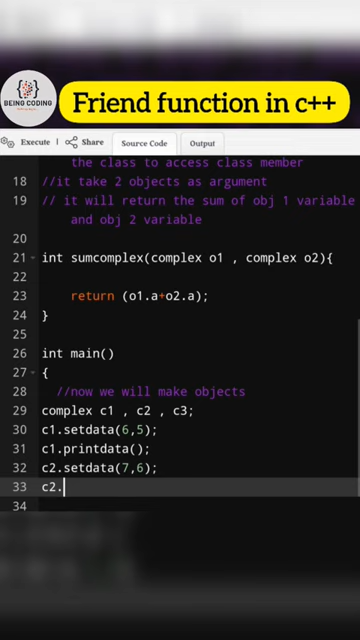 BEING CODING
Friend function in c++
Execute | Share Source Code Output
the class to access class member
18 //it take 2 objects as argument
19 // it will return the sum of obj 1 variable
and obj 2 variable
20
21 int sumcomplex(complex o1 , complex o2){
22
23 return (o1.a+o2.a);
24 }
25
26 int main()
27 {
28 //now we will make objects
29 complex c1 , c2 , c3;
30 c1.setdata(6,5);
31 c1.printdata();
32 c2.setdata(7,6);
33 c2.
34